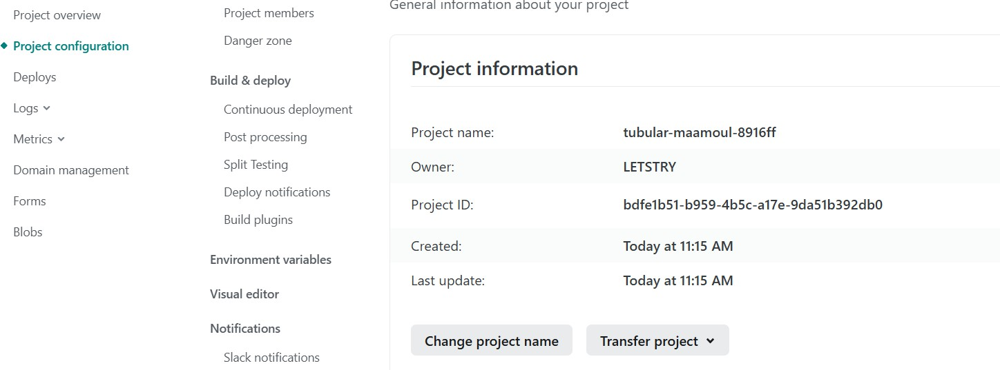 Project overview
Project configuration
Deploys
Logs
Metrics
Domain management
Forms
Blobs
Project members
Danger zone
Build & deploy
Continuous deployment
Post processing
Split Testing
Deploy notifications
Build plugins
Environment variables
Visual editor
Notifications
Slack notifications
General information about your project
Project information
Project name: tubular-maamoul-8916ff
Owner: LETSTRY
Project ID: bdfe1b51-b959-4b5c-a17e-9da51b392db0
Created: Today at 11:15 AM
Last update: Today at 11:15 AM
Change project name Transfer project